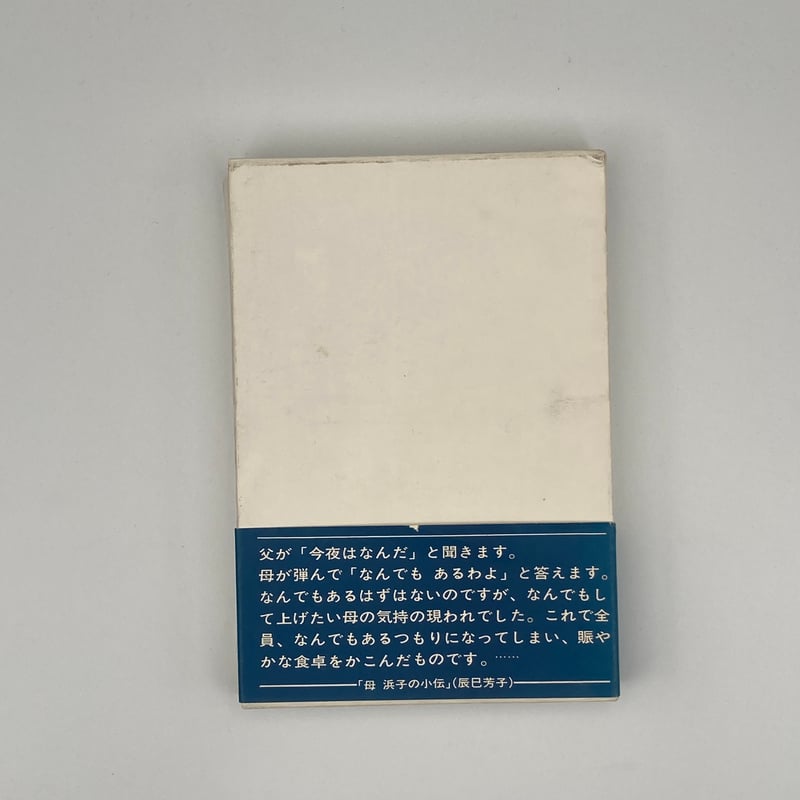 父が「今夜はなんだ」と聞きます。
母が弾んで「なんでも あるわよ」と答えます。
なんでもあるはずはないのですが、なんでもし
て上げたい母の気持の現われでした。これで全
員、なんでもあるつもりになってしまい、賑や
かな食卓をかこんだものです。……
「母 浜子の小伝」(辰巳芳子)